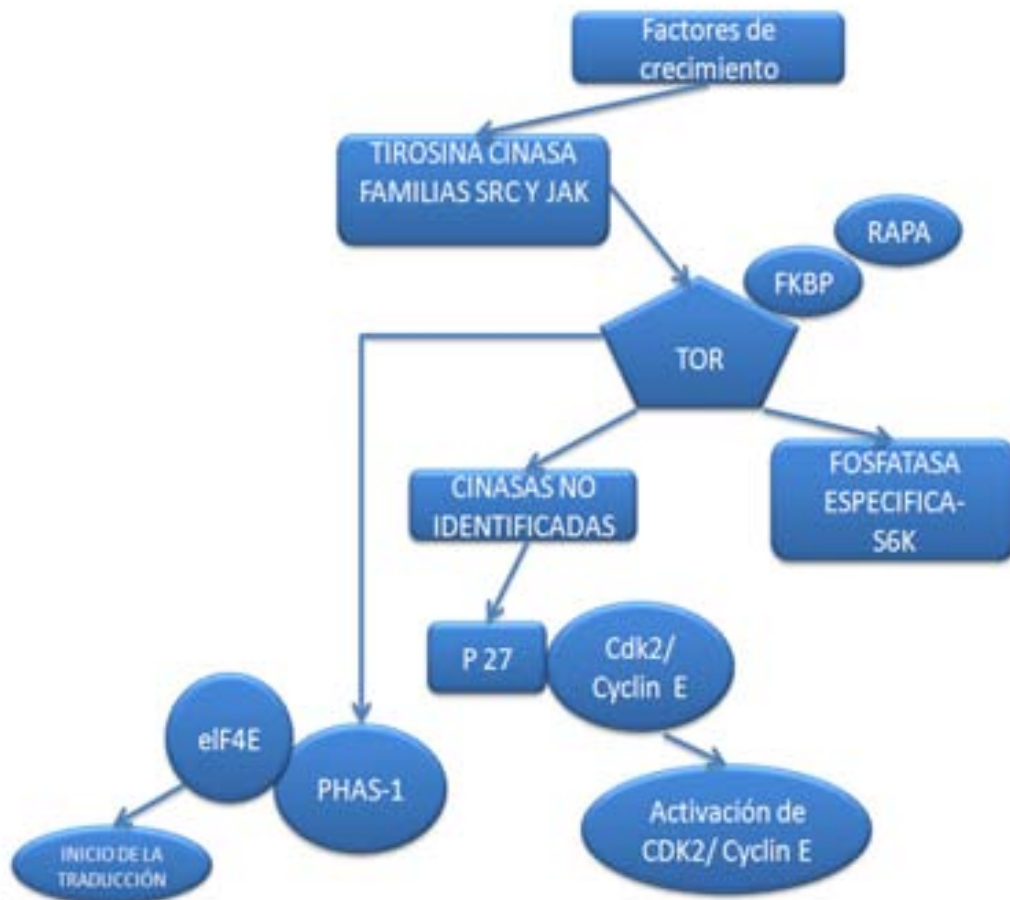 Factores de
crecimiento
TIROSINA CINASA
FAMILIAS SRC Y JAK
RAPA
FKBP
TOR
CINASAS NO
IDENTIFICADAS
FOSFATASA
ESPECIFICA-
S6K
P 27
Cdk2/
Cyclin E
eIF4E
PHAS-1
Activación de
CDK2/ Cyclin E
INICIO DE LA
TRADUCCIÓN